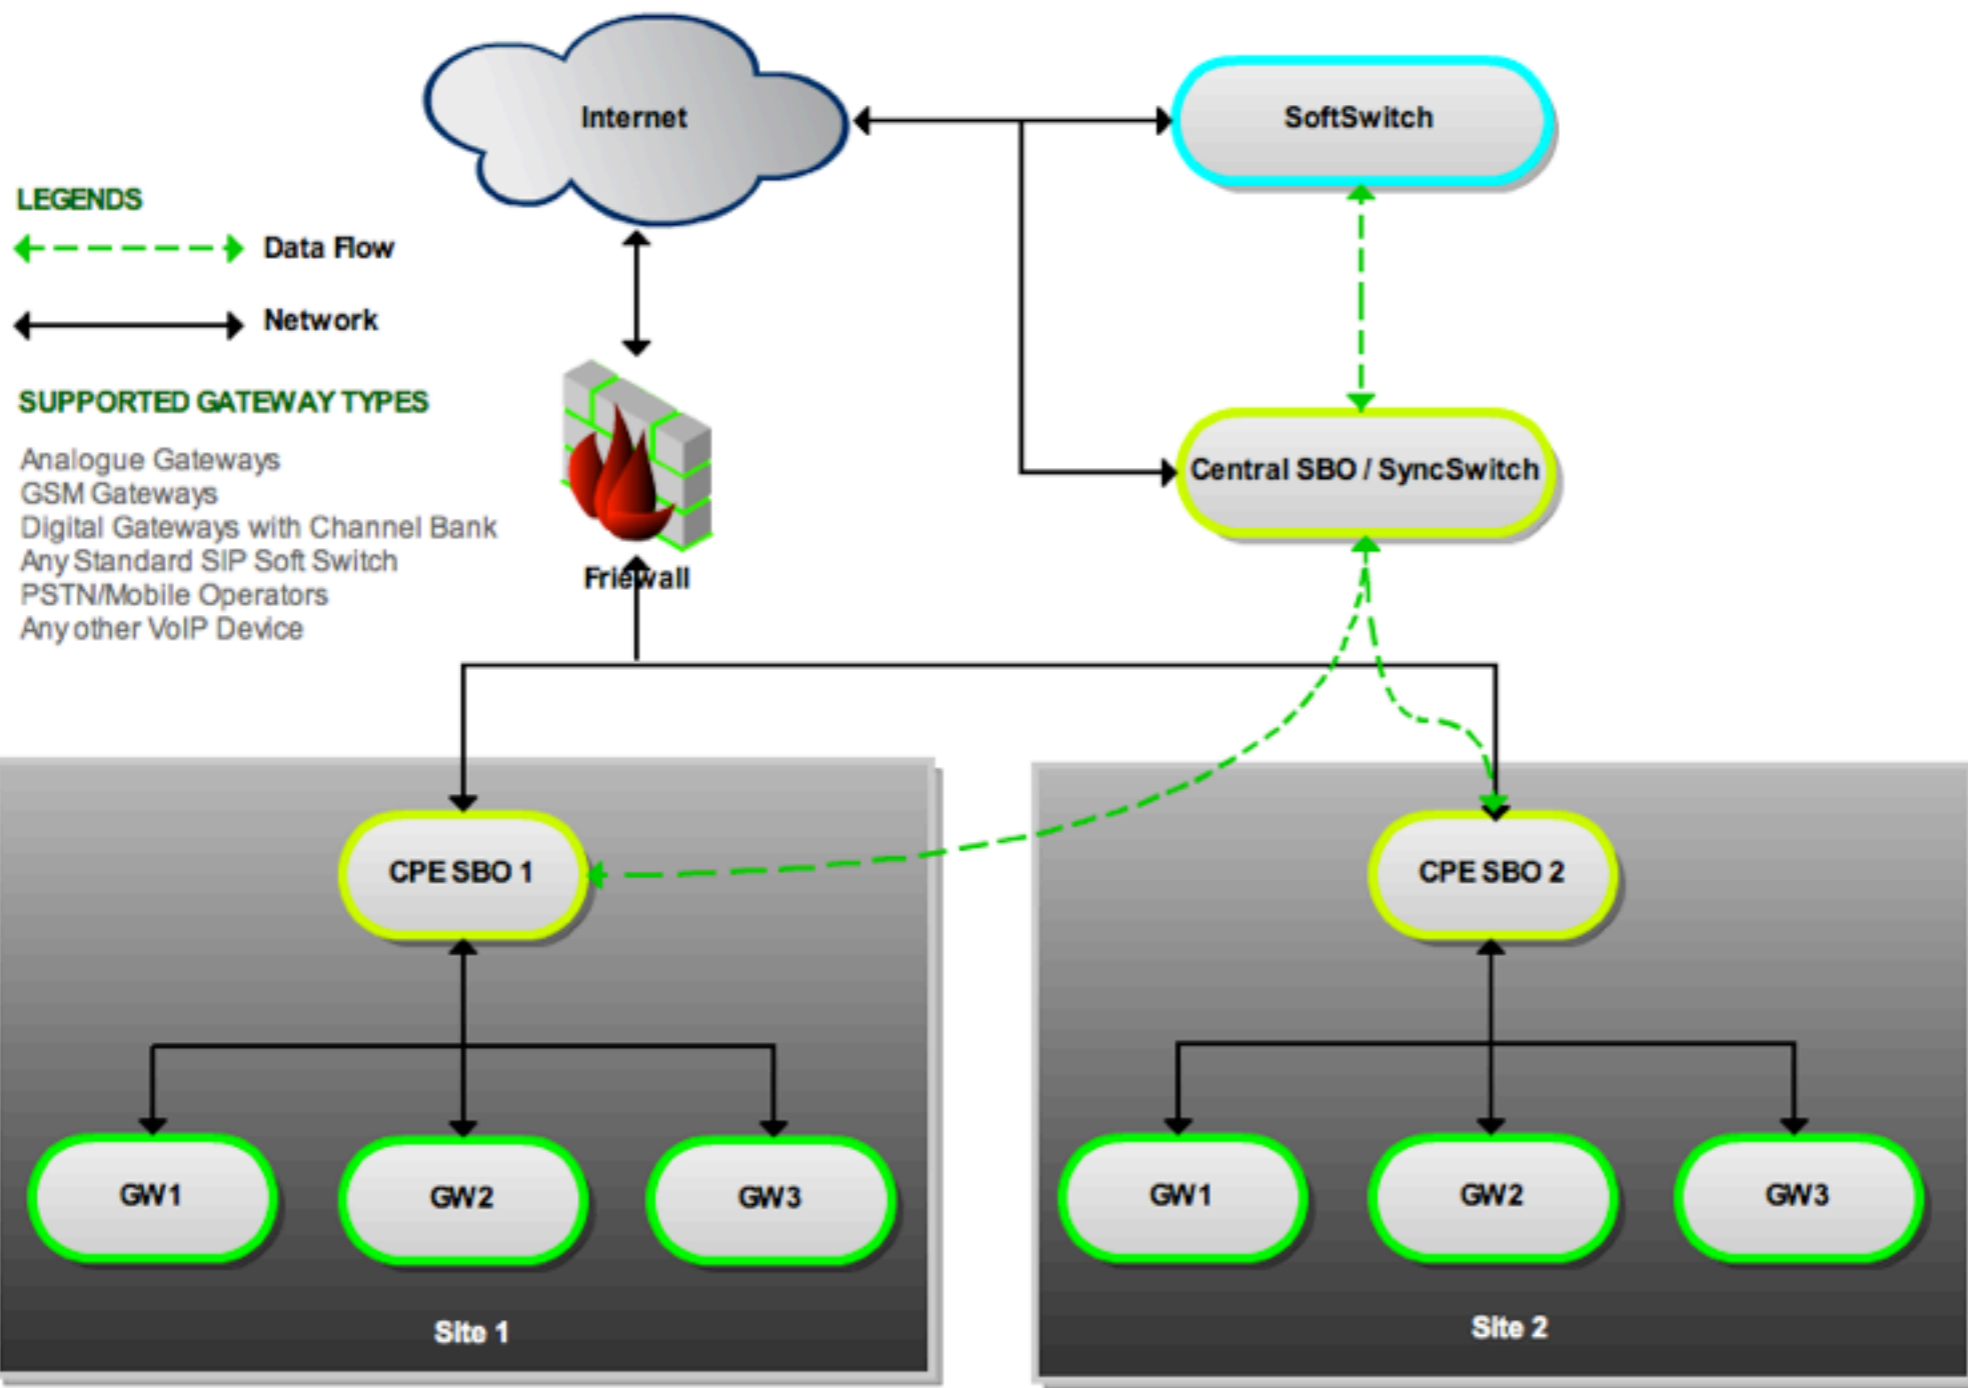 Internet
SoftSwitch
LEGENDS
Data Flow
Network
SUPPORTED GATEWAY TYPES
Analogue Gateways
GSM Gateways
Digital Gateways with Channel Bank
Any Standard SIP Soft Switch
PSTN/Mobile Operators
Any other VoIP Device
Friewall
Central SBO / SyncSwitch
CPE SBO 1
CPE SBO 2
GW1
GW2
GW3
GW1
GW2
GW3
Site 1
Site 2